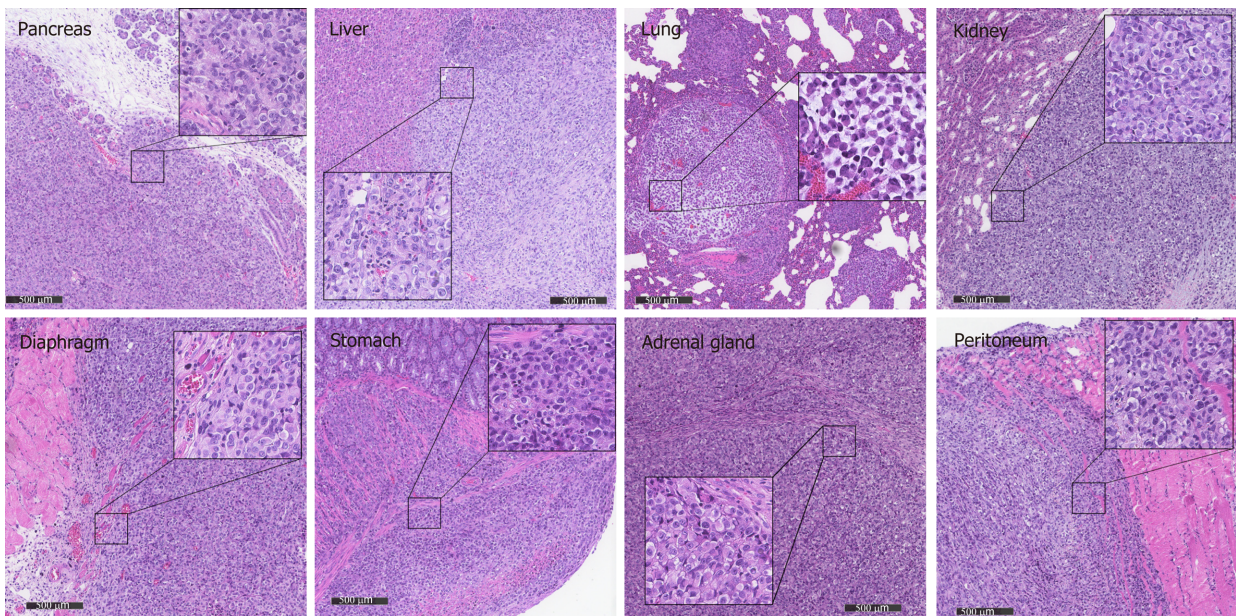 Pancreas
Liver
Lung
Kidney
500 μm
500 μm
500 μm
500 μm
Diaphragm
Stomach
Adrenal gland
Peritoneum
500 μm
500 μm
500 μm
500 μm